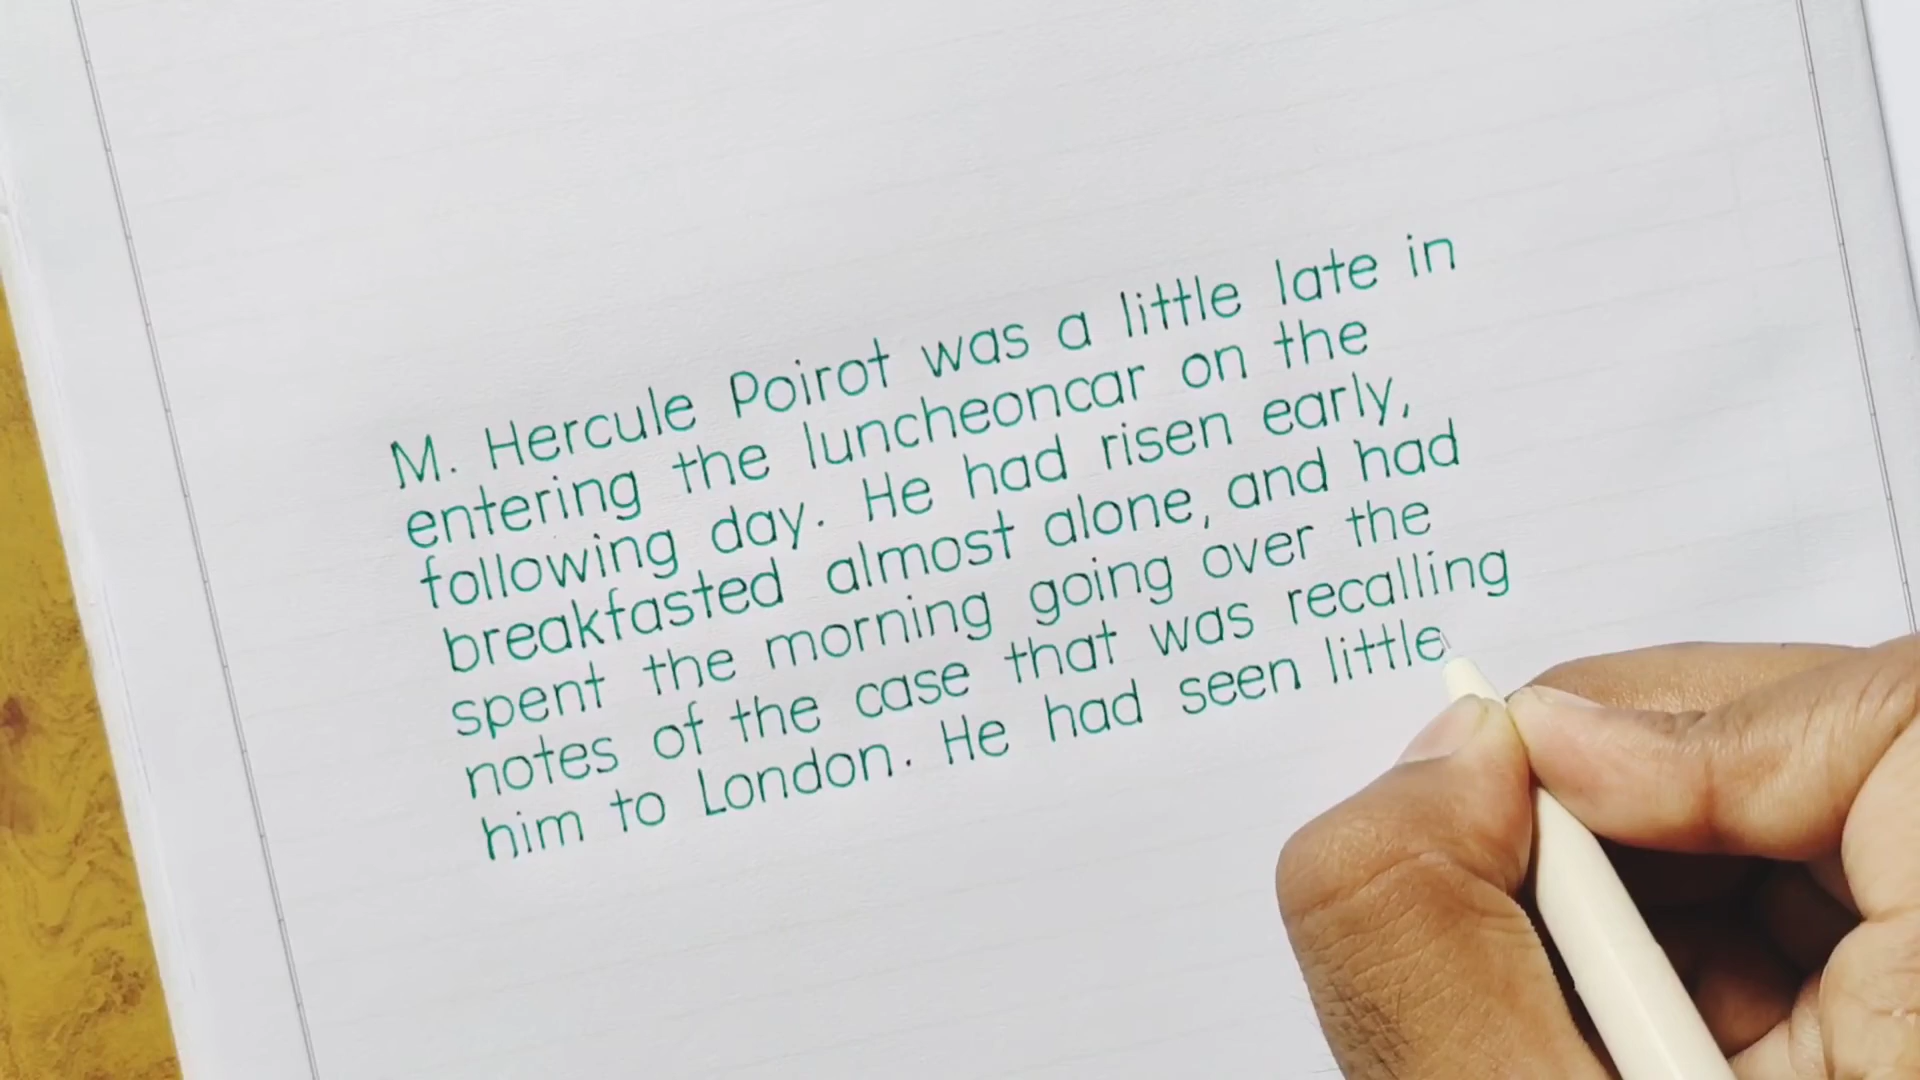 M. Hercule Poirot was a little late in
entering the luncheoncar on the
following day. He had risen early,
breakfasted almost alone, and had
spent the morning going over the
notes of the case that was recalling
him to London. He had seen little